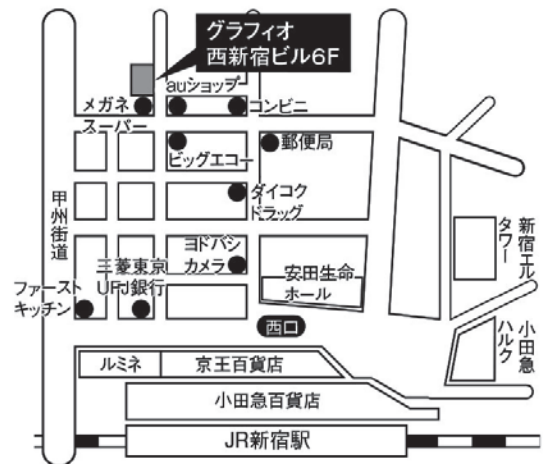 グラフィオ
西新宿ビル6F
auショップ
メガネ
スーパー
コンビニ
ビッグエコー
郵便局
ダイコク
ドラッグ
甲州街道
ヨドバシ
カメラ
三菱東京
UFJ銀行
安田生命
ホール
新宿エル
タワー
ファースト
キッチン
西口
小田急
ハルク
ルミネ
京王百貨店
小田急百貨店
JR新宿駅